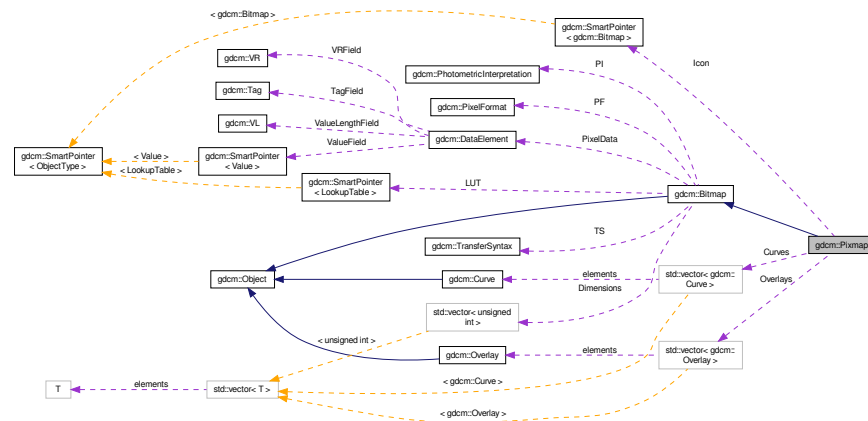 < gdcm::Bitmap>
gdcm::SmartPointer
< gdcm::Bitmap >
Icon
VRField
gdcm::VR
PI
gdcm::PhotometricInterpretation
TagField
gdcm::Tag
PF
gdcm::PixelFormat
ValueLengthField
gdcm::VL
PixelData
gdcm::DataElement
ValueField
gdcm::SmartPointer
< ObjectType >
< Value >
gdcm::SmartPointer
< Value >
< LookupTable >
gdcm::SmartPointer
< LookupTable >
LUT
gdcm::Bitmap
TS
gdcm::TransferSyntax
gdcm::Pixmap
Curves
Overlays
gdcm::Object
gdcm::Curve
elements
Dimensions
std::vector< gdcm::
Curve >
std::vector< unsigned
int >
< unsigned int >
gdcm::Overlay
elements
std::vector< gdcm::
Overlay >
T
elements
std::vector< T >
< gdcm::Curve >
< gdcm::Overlay >